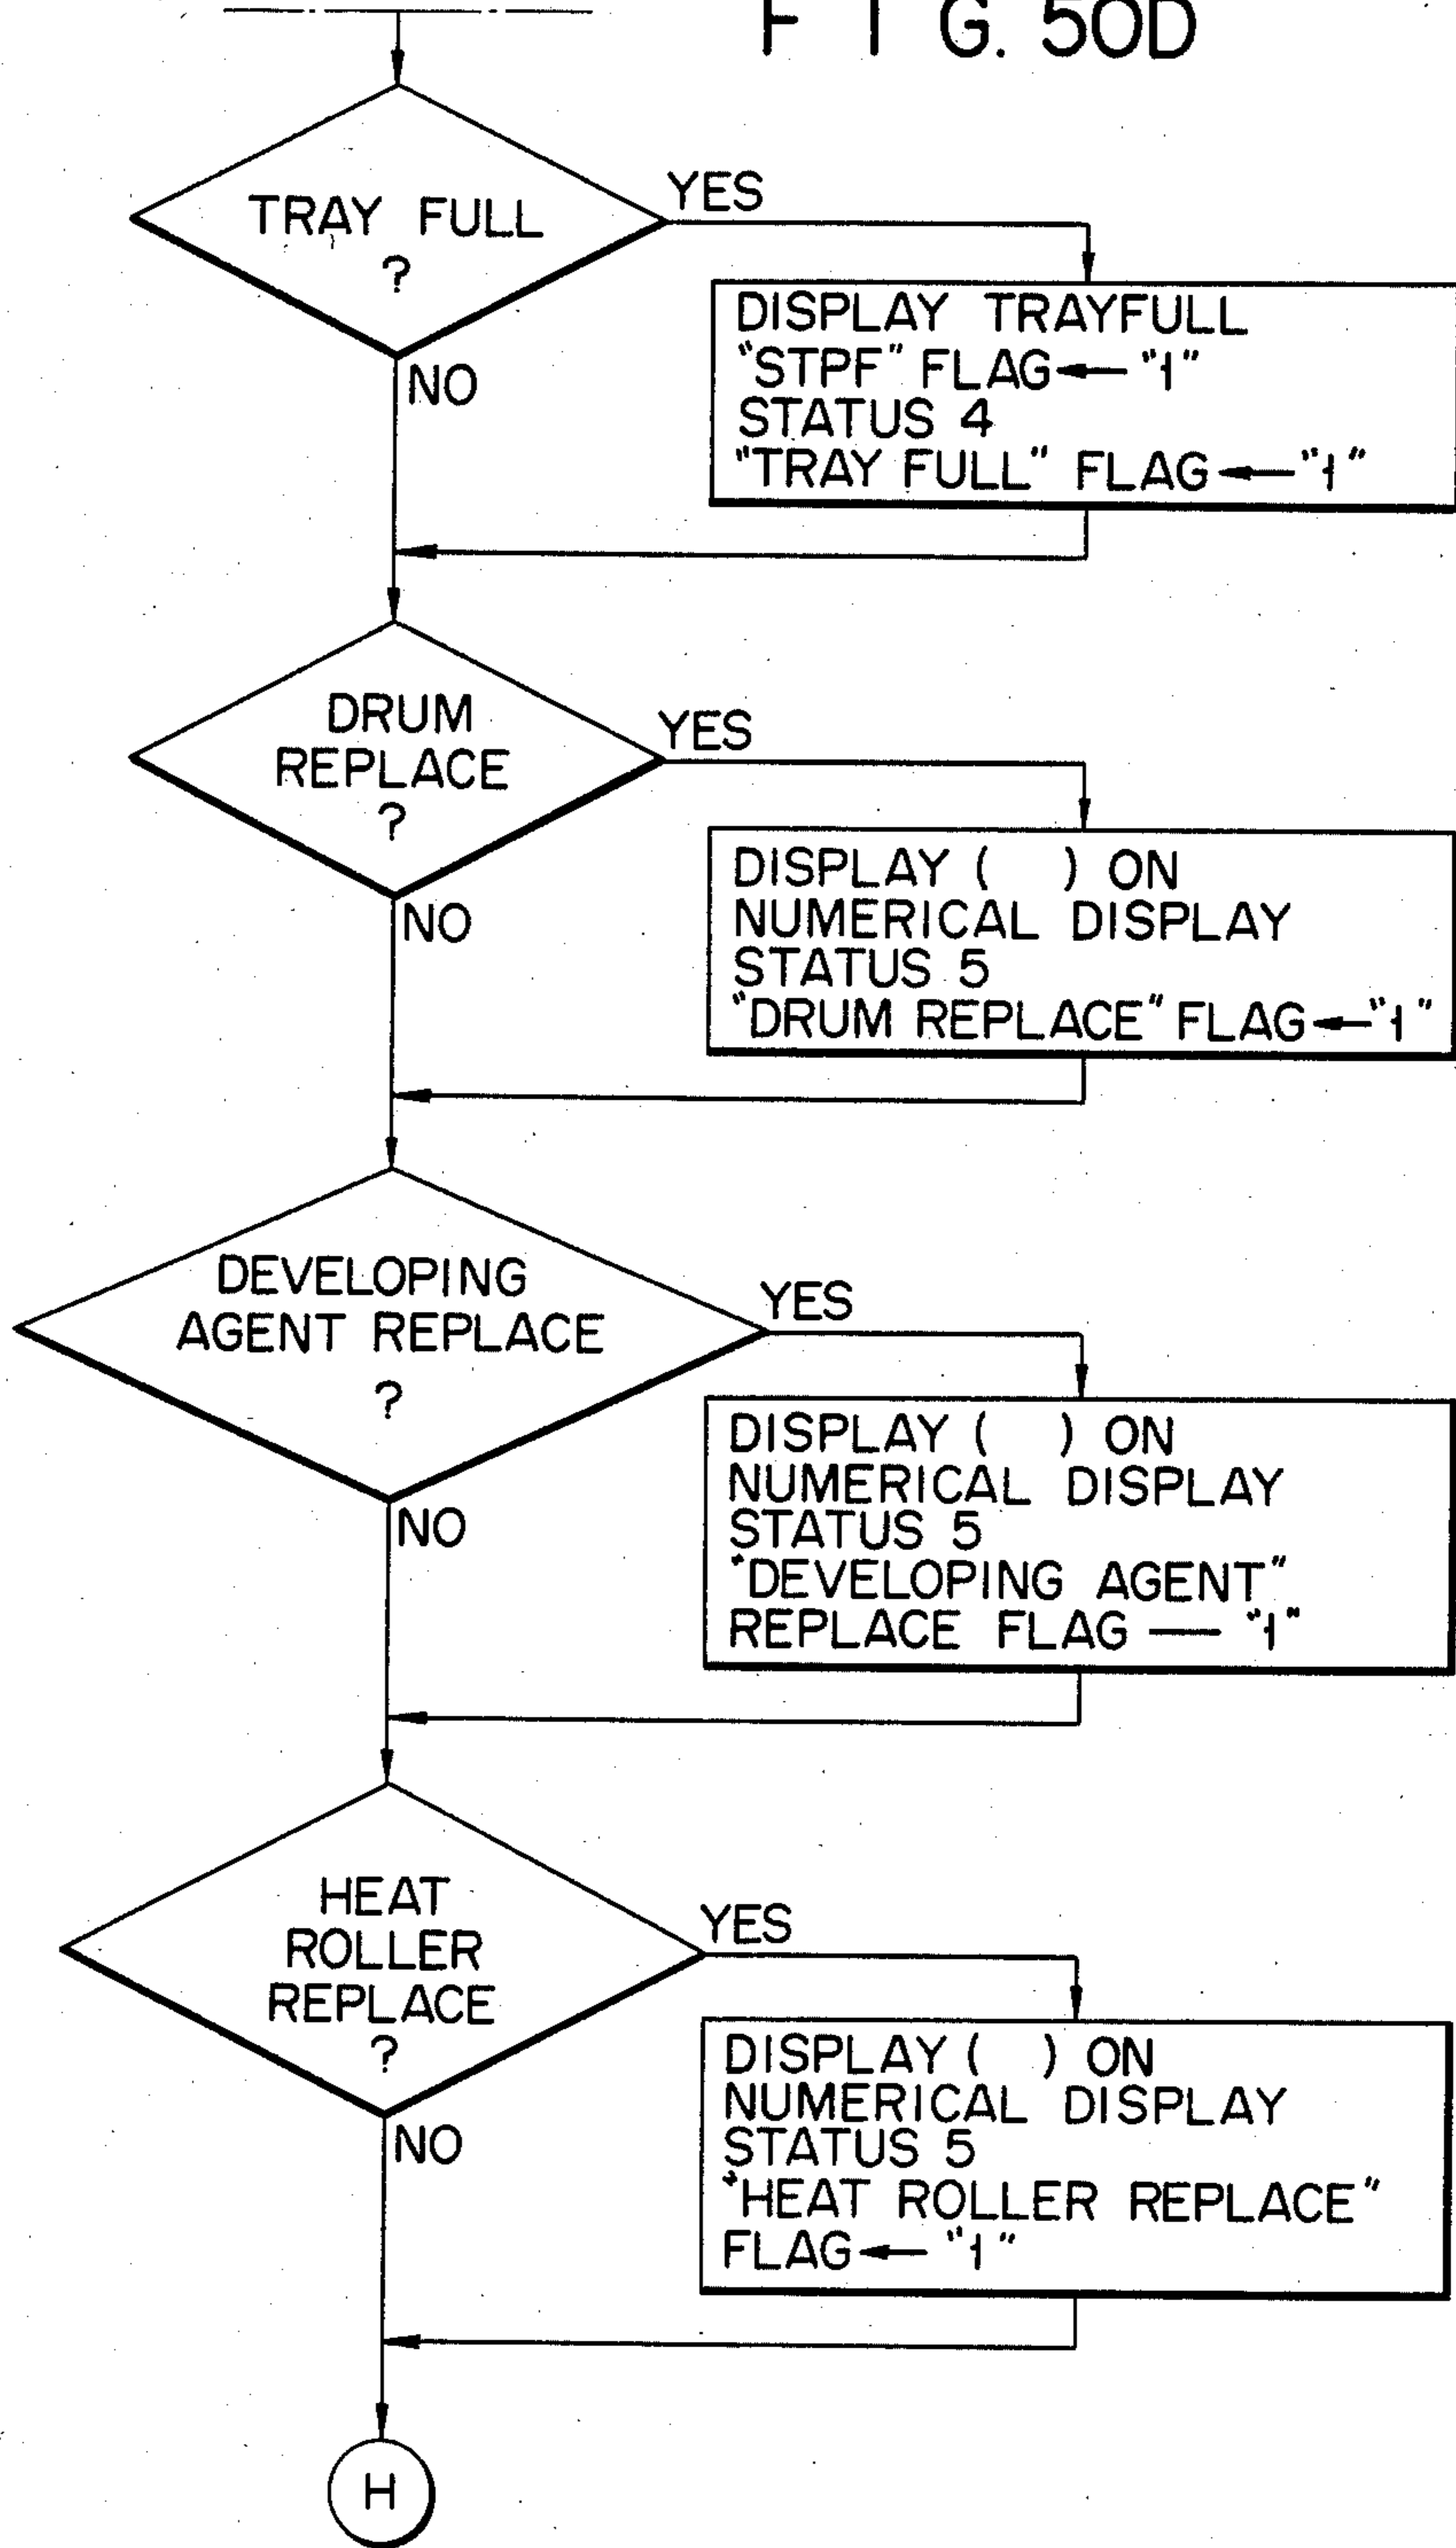 F I G. 50D
TRAY FULL
?
YES
NO
DISPLAY TRAYFULL
"STPF" FLAG ← "1"
STATUS 4
"TRAY FULL" FLAG ← "1"
DRUM
REPLACE
?
YES
NO
DISPLAY ( ) ON
NUMERICAL DISPLAY
STATUS 5
"DRUM REPLACE" FLAG ← "1"
DEVELOPING
AGENT REPLACE
?
YES
NO
DISPLAY ( ) ON
NUMERICAL DISPLAY
STATUS 5
"DEVELOPING AGENT"
REPLACE FLAG — "1"
HEAT
ROLLER
REPLACE
?
YES
NO
DISPLAY ( ) ON
NUMERICAL DISPLAY
STATUS 5
"HEAT ROLLER REPLACE"
FLAG ← "1"
H